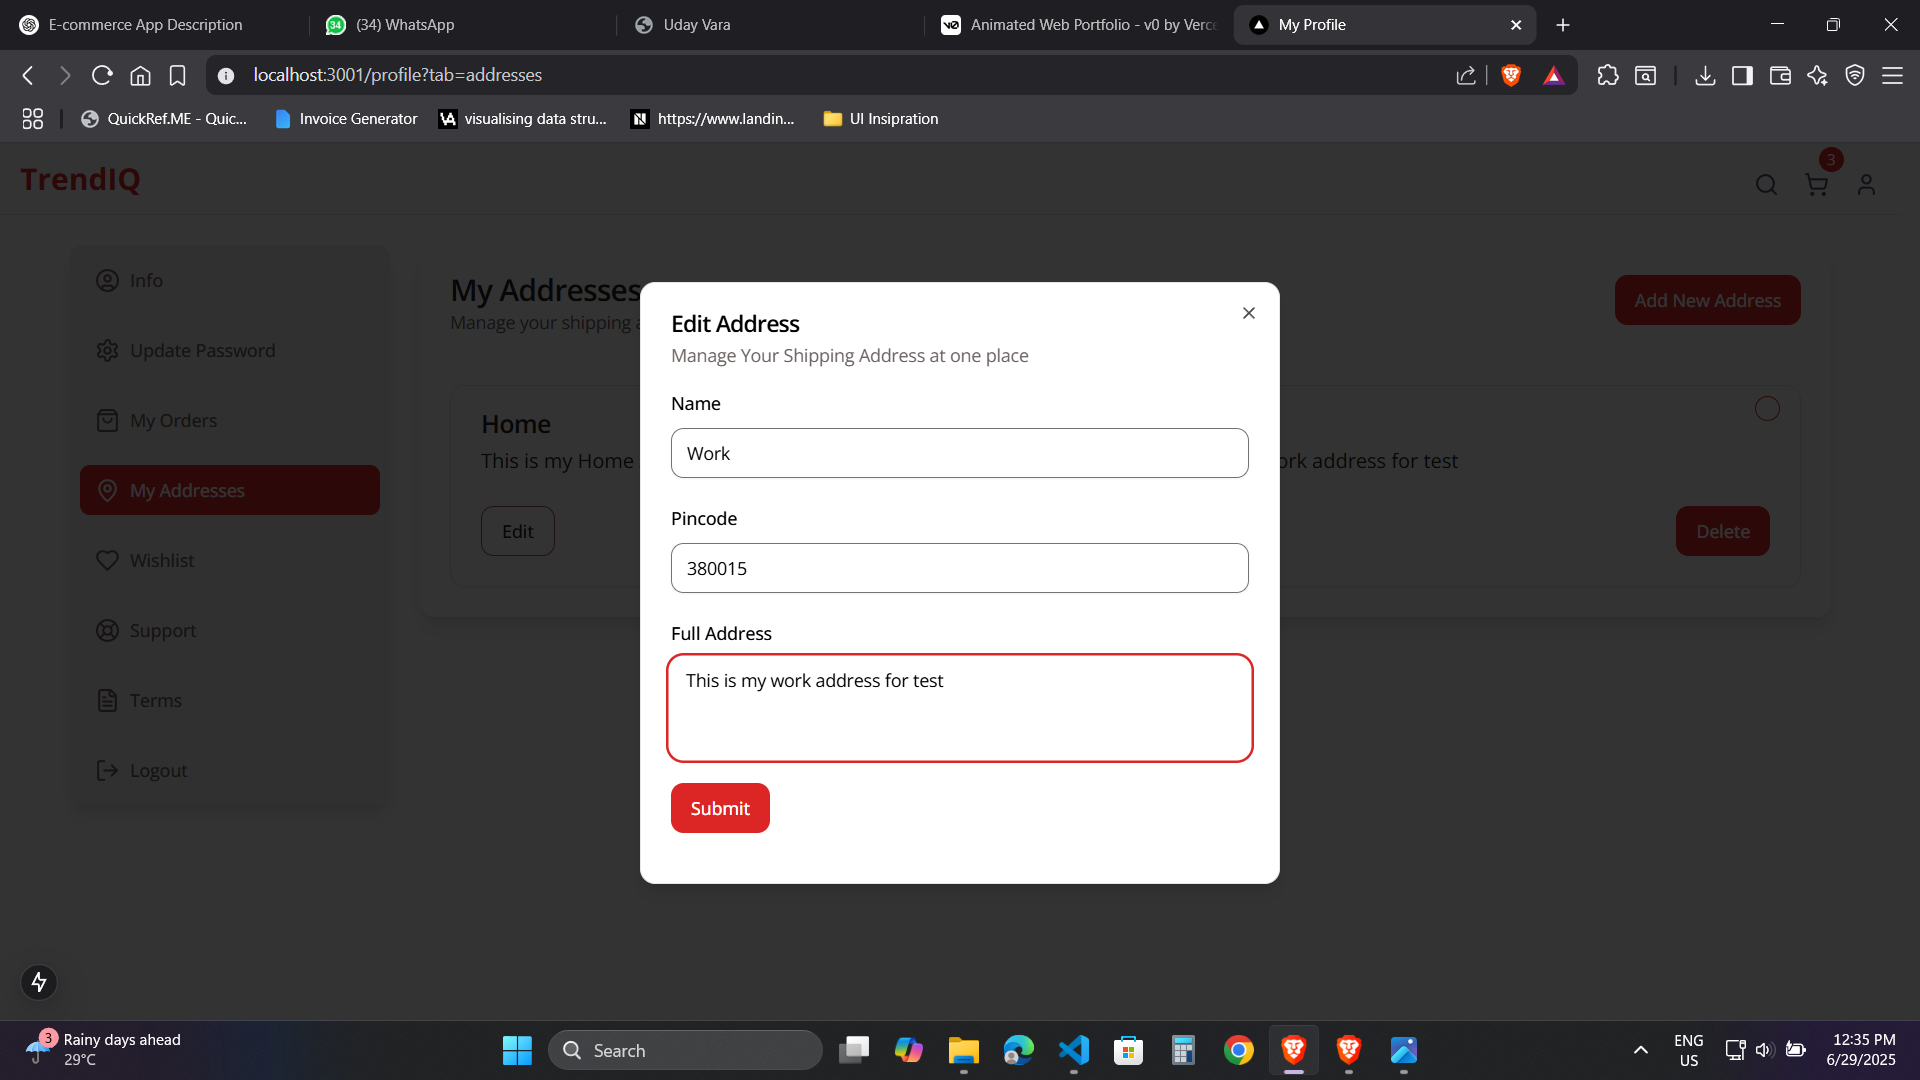 E-commerce App Description
34
(34) WhatsApp
Uday Vara
v0
Animated Web Portfolio - v0 by Verce
My Profile
localhost:3001/profile?tab=addresses
QuickRef.ME - Quic...
Invoice Generator
visualising data stru...
https://www.landin...
UI Insipration
TrendIQ
3
Info
Update Password
My Orders
My Addresses
Wishlist
Support
Terms
Logout
My Addresses
Manage your shipping a
Add New Address
Home
This is my Home
ork address for test
Edit
Delete
Edit Address
Manage Your Shipping Address at one place
Name
Work
Pincode
380015
Full Address
This is my work address for test
Submit
3
Rainy days ahead
29°C
Search
ENG
US
12:35 PM
6/29/2025